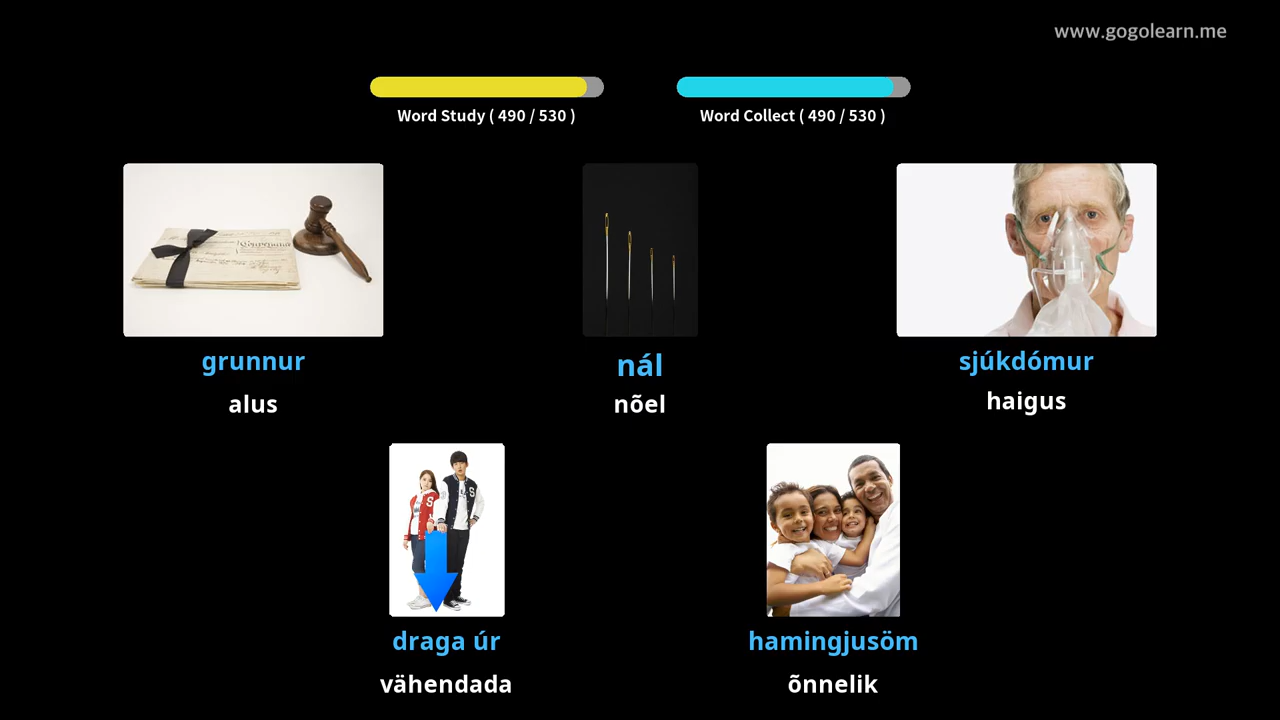 www.gogolearn.me
Word Study ( 490 / 530 )
Word Collect ( 490 / 530 )
grunnur
nál
sjúkdómur
alus
nõel
haigus
draga úr
hamingjusöm
vähendada
õnnelik